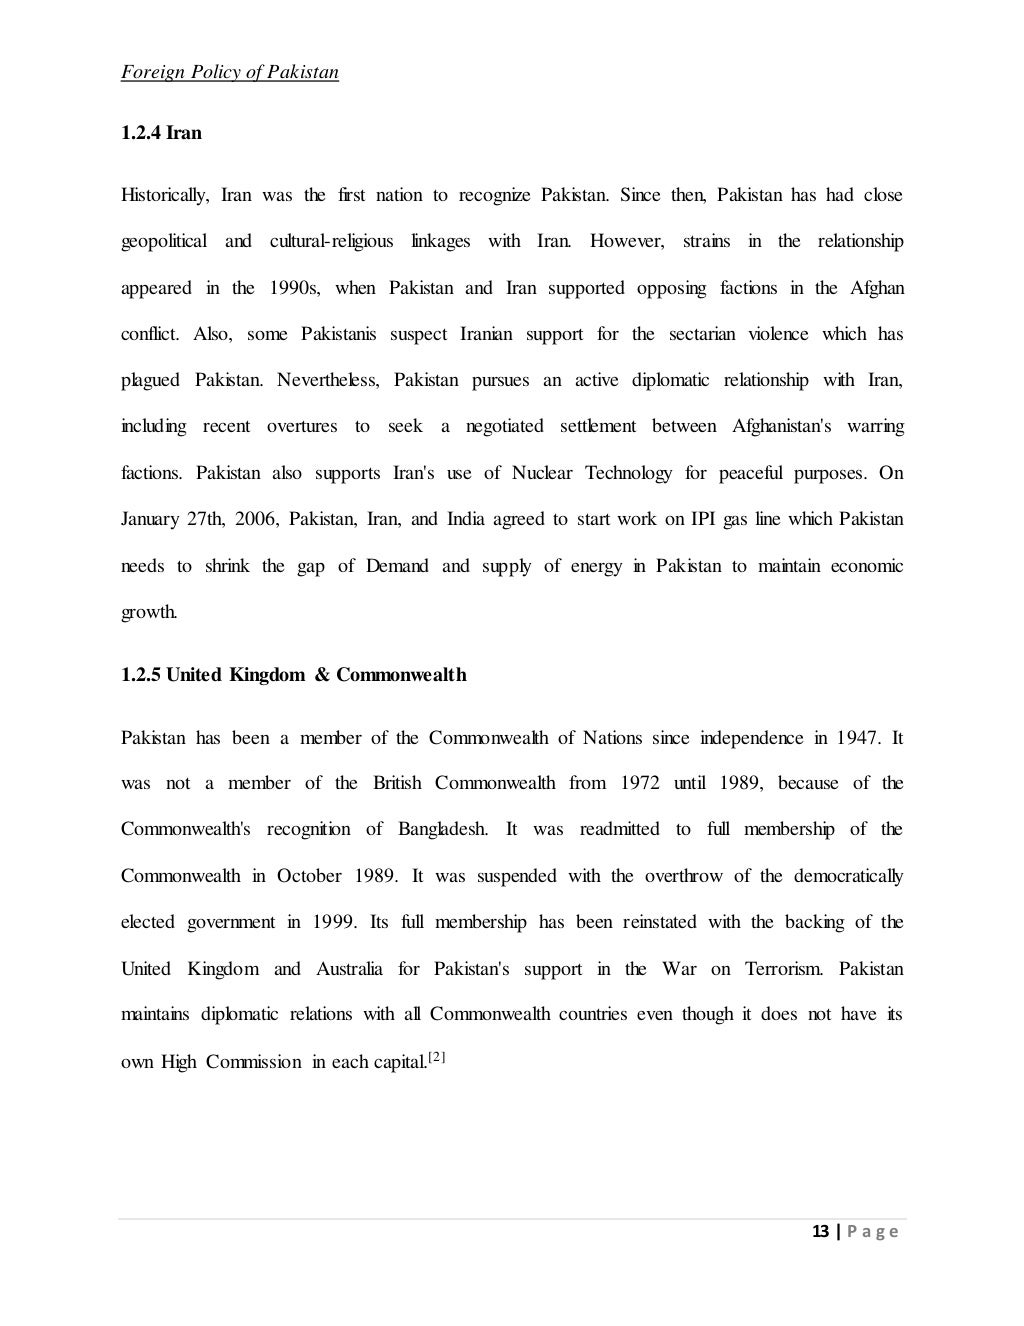 Foreign Policy of Pakistan
1.2.4 Iran
Historically, Iran was the first nation to recognize Pakistan. Since then, Pakistan has had close
geopolitical and cultural-religious linkages with Iran. However, strains in the relationship
appeared in the 1990s, when Pakistan and Iran supported opposing factions in the Afghan
conflict. Also, some Pakistanis suspect Iranian support for the sectarian violence which has
plagued Pakistan. Nevertheless, Pakistan pursues an active diplomatic relationship with Iran,
including recent overtures to seek a negotiated settlement between Afghanistan's warring
factions. Pakistan also supports Iran's use of Nuclear Technology for peaceful purposes. On
January 27th, 2006, Pakistan, Iran, and India agreed to start work on IPI gas line which Pakistan
needs to shrink the gap of Demand and supply of energy in Pakistan to maintain economic
growth.
1.2.5 United Kingdom & Commonwealth
Pakistan has been a member of the Commonwealth of Nations since independence in 1947. It
was not a member of the British Commonwealth from 1972 until 1989, because of the
Commonwealth's recognition of Bangladesh. It was readmitted to full membership of the
Commonwealth in October 1989. It was suspended with the overthrow of the democratically
elected government in 1999. Its full membership has been reinstated with the backing of the
United Kingdom and Australia for Pakistan's support in the War on Terrorism. Pakistan
maintains diplomatic relations with all Commonwealth countries even though it does not have its
own High Commission in each capital.[2]
13 | Page